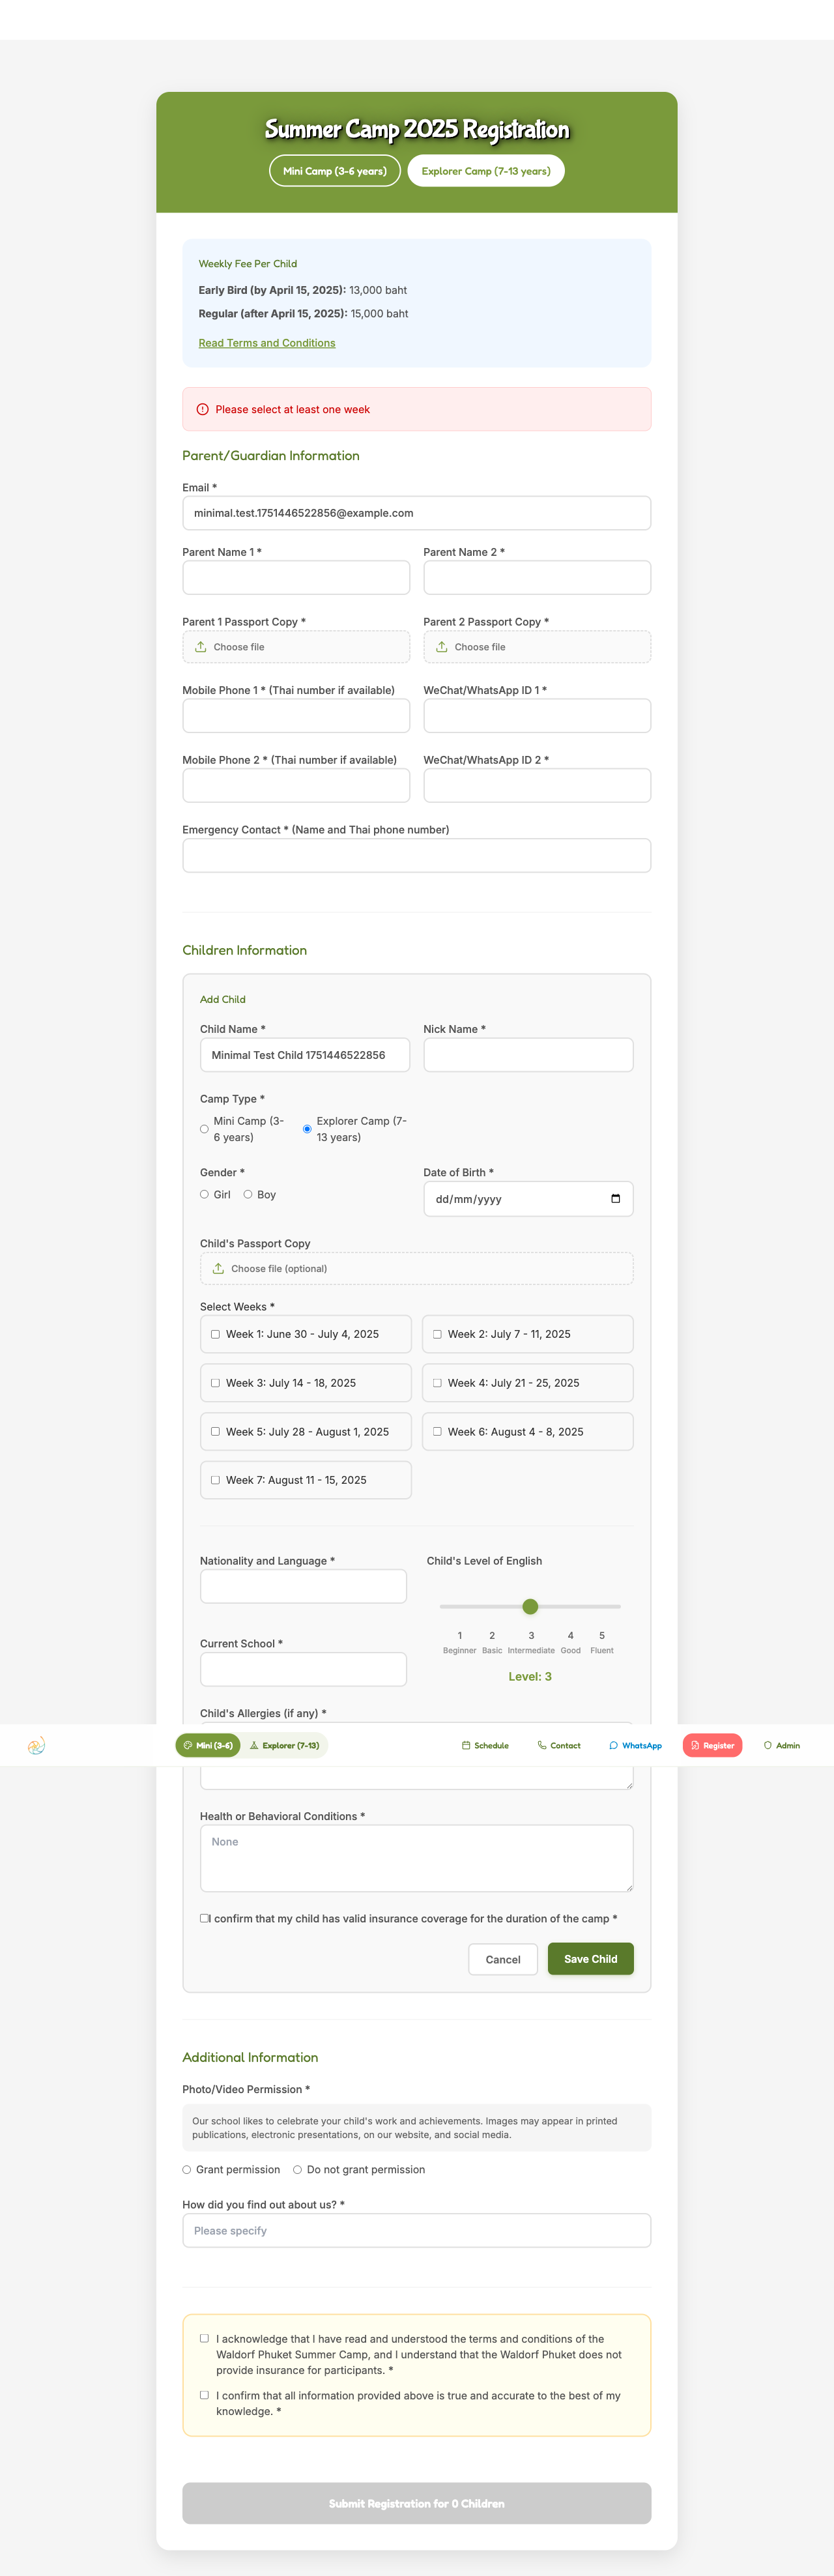 Summer Camp 2025 Registration
Mini Camp (3-6 years)
Explorer Camp (7-13 years)
Weekly Fee Per Child
Early Bird (by April 15, 2025): 13,000 baht
Regular (after April 15, 2025): 15,000 baht
Read Terms and Conditions
Please select at least one week
Parent/Guardian Information
Email *
minimal.test.1751446522856@example.com
Parent Name 1 *
Parent Name 2 *
Parent 1 Passport Copy *
Parent 2 Passport Copy *
Choose file
Choose file
Mobile Phone 1 * (Thai number if available)
WeChat/WhatsApp ID 1 *
Mobile Phone 2 * (Thai number if available)
WeChat/WhatsApp ID 2 *
Emergency Contact * (Name and Thai phone number)
Children Information
Add Child
Child Name *
Nick Name *
Minimal Test Child 1751446522856
Camp Type *
Mini Camp (3-
6 years)
Explorer Camp (7-
13 years)
Gender *
Date of Birth *
Girl
Boy
dd/mm/yyyy
Child's Passport Copy
Choose file (optional)
Select Weeks *
Week 1: June 30 - July 4, 2025
Week 2: July 7 - 11, 2025
Week 3: July 14 - 18, 2025
Week 4: July 21 - 25, 2025
Week 5: July 28 - August 1, 2025
Week 6: August 4 - 8, 2025
Week 7: August 11 - 15, 2025
Nationality and Language *
Child's Level of English
1 2 3 4 5
Beginner Basic Intermediate Good Fluent
Current School *
Level: 3
Child's Allergies (if any) *
Mini (3-6)
Explorer (7-13)
Schedule
Contact
WhatsApp
Register
Admin
Health or Behavioral Conditions *
None
I confirm that my child has valid insurance coverage for the duration of the camp *
Cancel
Save Child
Additional Information
Photo/Video Permission *
Our school likes to celebrate your child's work and achievements. Images may appear in printed
publications, electronic presentations, on our website, and social media.
Grant permission
Do not grant permission
How did you find out about us? *
Please specify
I acknowledge that I have read and understood the terms and conditions of the
Waldorf Phuket Summer Camp, and I understand that the Waldorf Phuket does not
provide insurance for participants. *
I confirm that all information provided above is true and accurate to the best of my
knowledge. *
Submit Registration for 0 Children